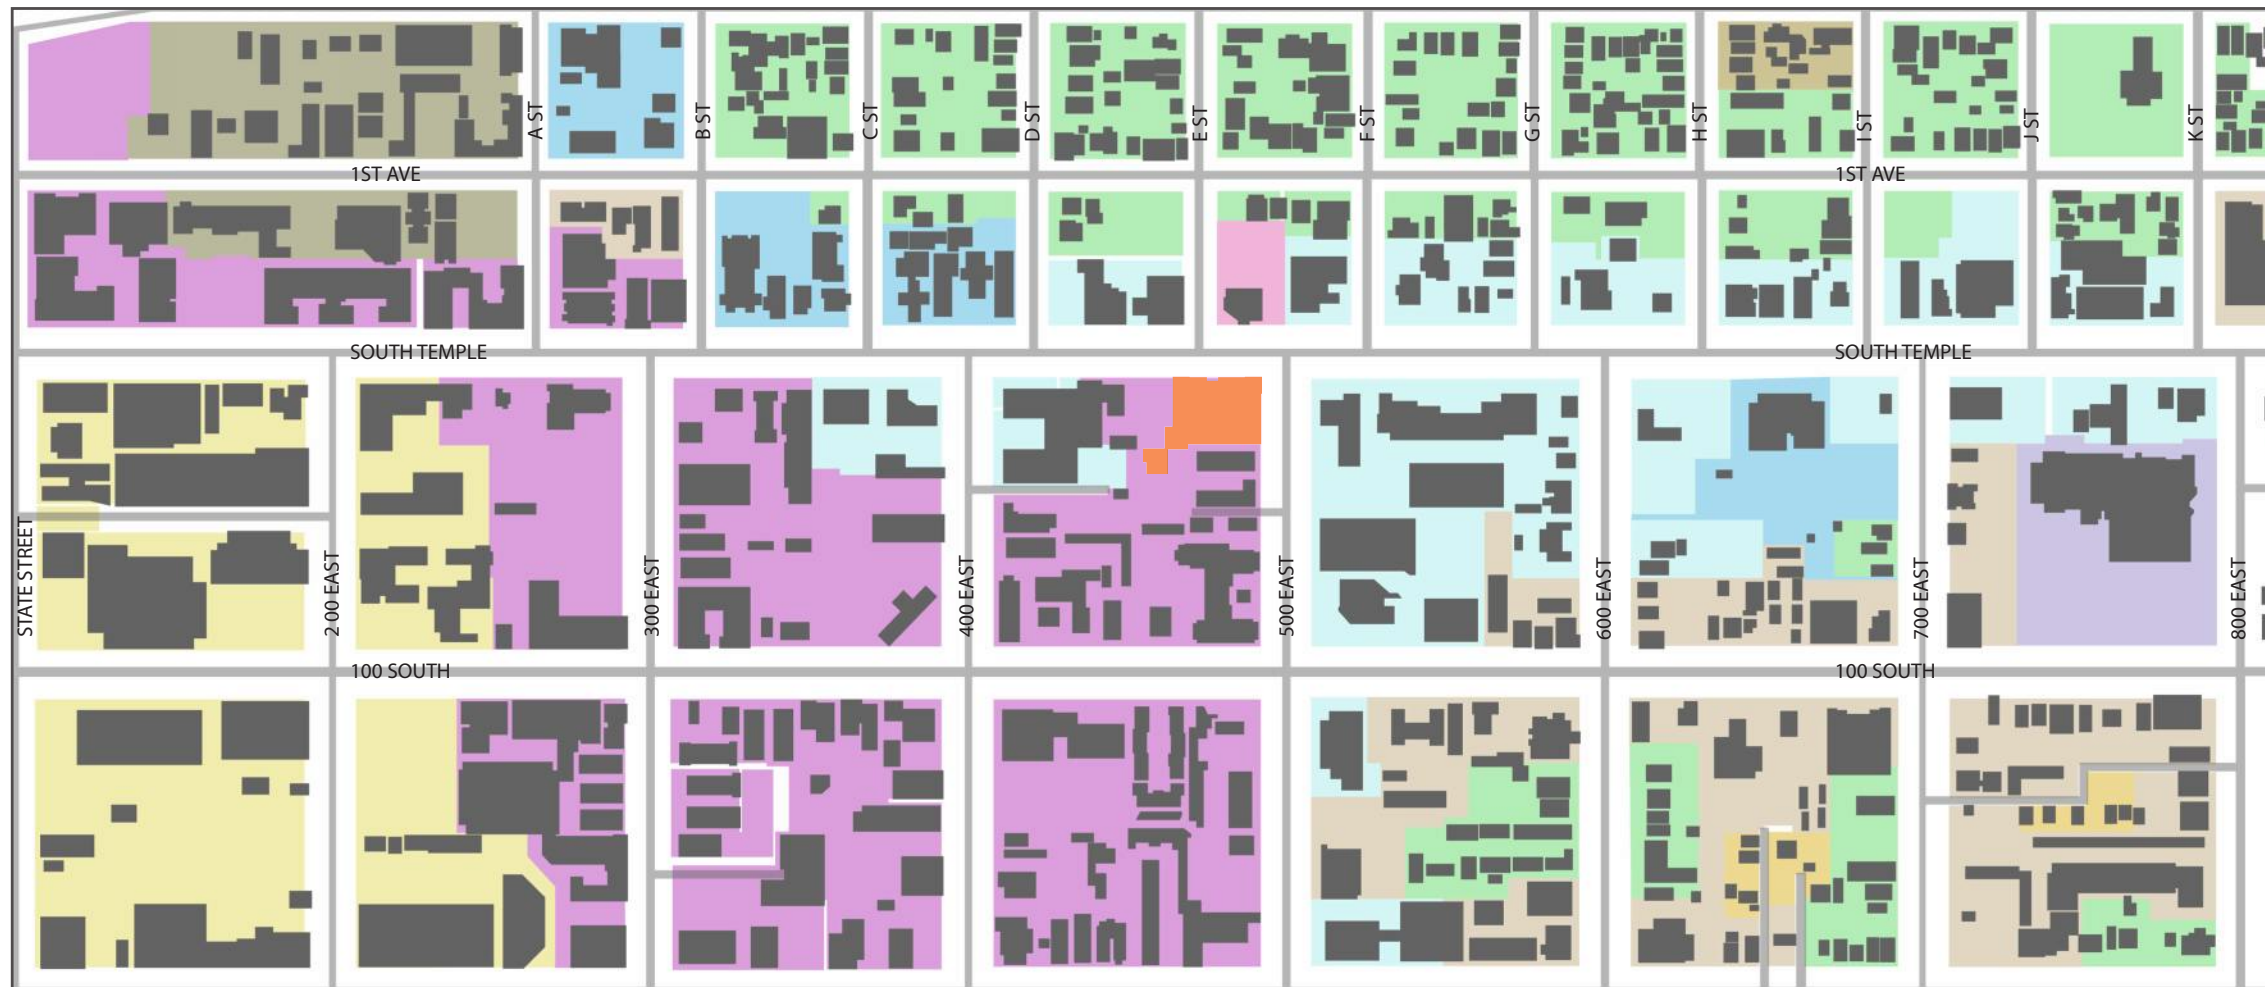 A ST
B ST
C ST
D ST
E ST
F ST
G ST
H ST
I ST
J ST
K ST
1ST AVE
1ST AVE
SOUTH TEMPLE
SOUTH TEMPLE
STATE STREET
2 00 EAST
300 EAST
400 EAST
500 EAST
600 EAST
700 EAST
800 EAST
100 SOUTH
100 SOUTH